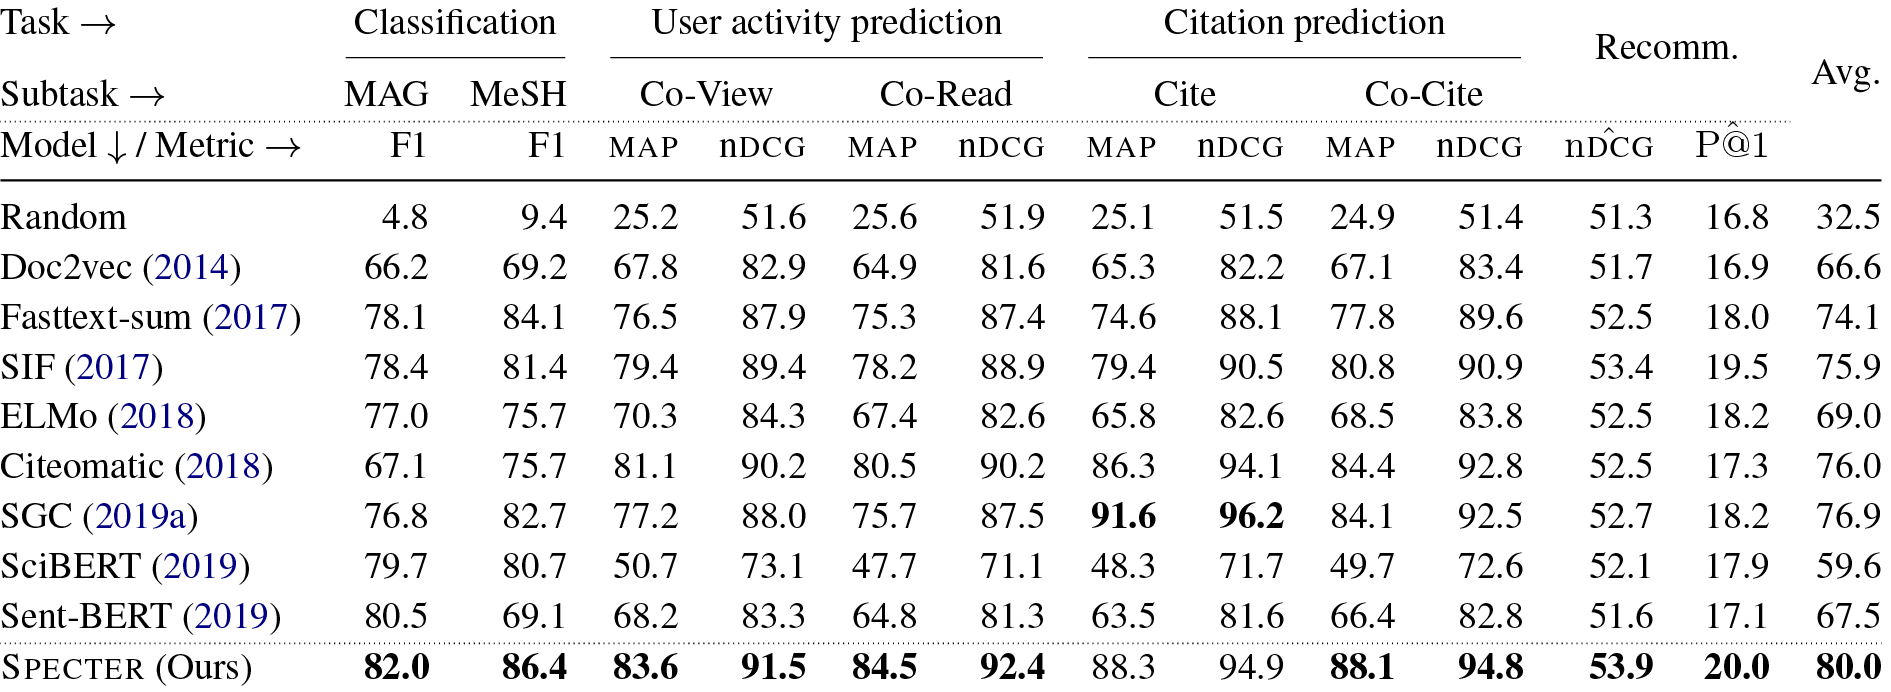 Task → Classification User activity prediction Citation prediction Recomm. Avg.
Subtask → MAG MeSH Co-View Co-Read Cite Co-Cite
Model ↓ / Metric → F1 F1 MAP nDCG MAP nDCG MAP nDCG MAP nDCG nDĈG P@̂1
Random 4.8 9.4 25.2 51.6 25.6 51.9 25.1 51.5 24.9 51.4 51.3 16.8 32.5
Doc2vec (2014) 66.2 69.2 67.8 82.9 64.9 81.6 65.3 82.2 67.1 83.4 51.7 16.9 66.6
Fasttext-sum (2017) 78.1 84.1 76.5 87.9 75.3 87.4 74.6 88.1 77.8 89.6 52.5 18.0 74.1
SIF (2017) 78.4 81.4 79.4 89.4 78.2 88.9 79.4 90.5 80.8 90.9 53.4 19.5 75.9
ELMo (2018) 77.0 75.7 70.3 84.3 67.4 82.6 65.8 82.6 68.5 83.8 52.5 18.2 69.0
Citeomatic (2018) 67.1 75.7 81.1 90.2 80.5 90.2 86.3 94.1 84.4 92.8 52.5 17.3 76.0
SGC (2019a) 76.8 82.7 77.2 88.0 75.7 87.5 91.6 96.2 84.1 92.5 52.7 18.2 76.9
SciBERT (2019) 79.7 80.7 50.7 73.1 47.7 71.1 48.3 71.7 49.7 72.6 52.1 17.9 59.6
Sent-BERT (2019) 80.5 69.1 68.2 83.3 64.8 81.3 63.5 81.6 66.4 82.8 51.6 17.1 67.5
SPECTER (Ours) 82.0 86.4 83.6 91.5 84.5 92.4 88.3 94.9 88.1 94.8 53.9 20.0 80.0